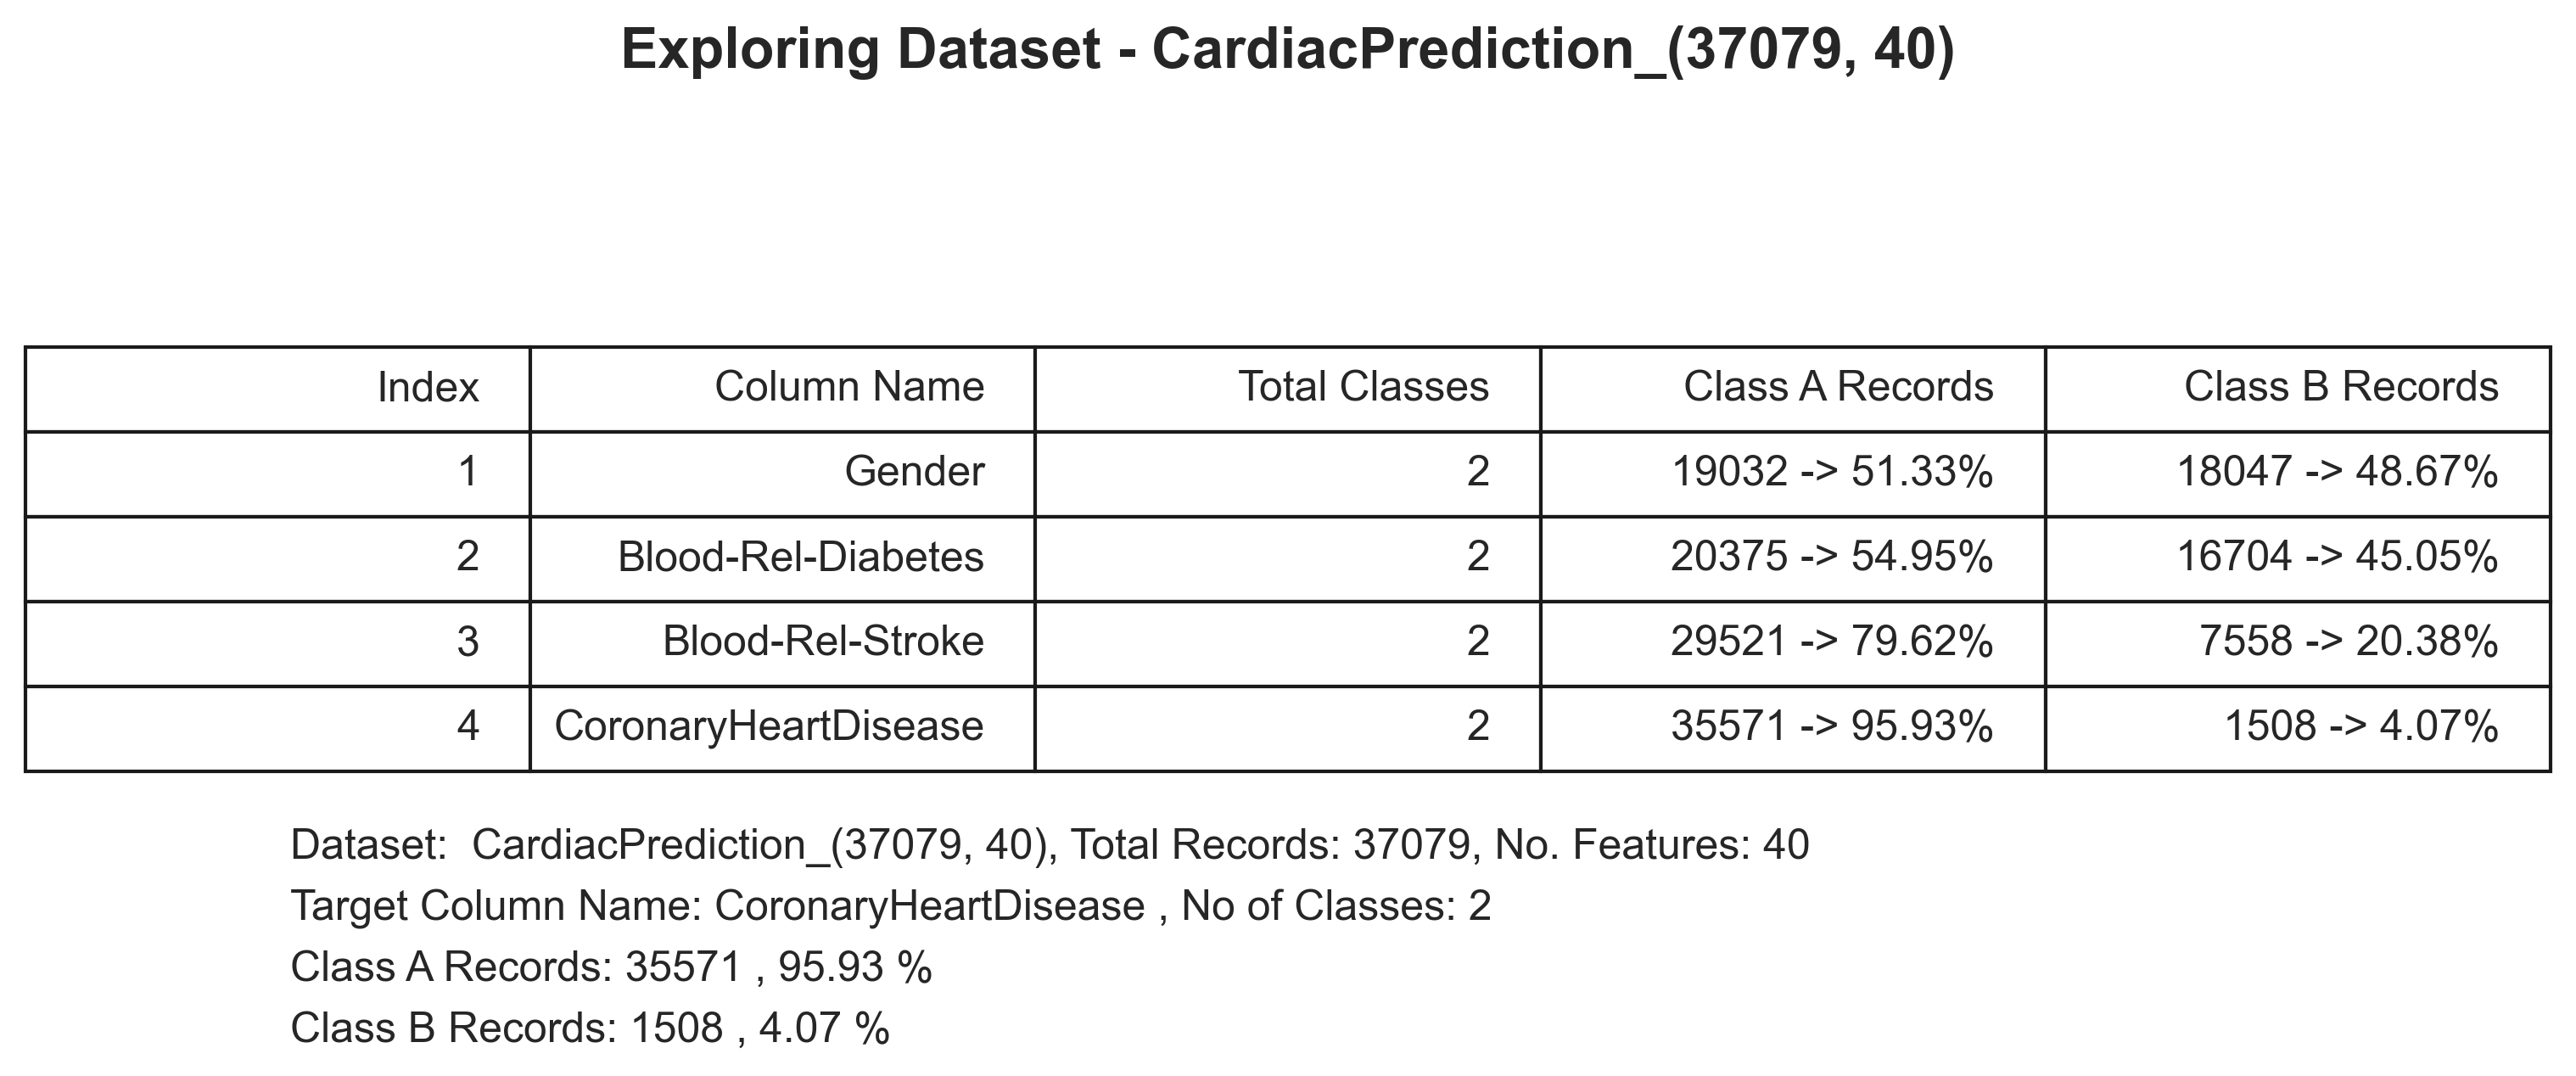 Exploring Dataset - CardiacPrediction_(37079, 40)
Index Column Name Total Classes Class A Records Class B Records
1 Gender 2 19032 -> 51.33% 18047 -> 48.67%
2 Blood-Rel-Diabetes 2 20375 -> 54.95% 16704 -> 45.05%
3 Blood-Rel-Stroke 2 29521 -> 79.62% 7558 -> 20.38%
4 CoronaryHeartDisease 2 35571 -> 95.93% 1508 -> 4.07%
Dataset:  CardiacPrediction_(37079, 40), Total Records: 37079, No. Features: 40
Target Column Name: CoronaryHeartDisease , No of Classes: 2
Class A Records: 35571 , 95.93 %
Class B Records: 1508 , 4.07 %